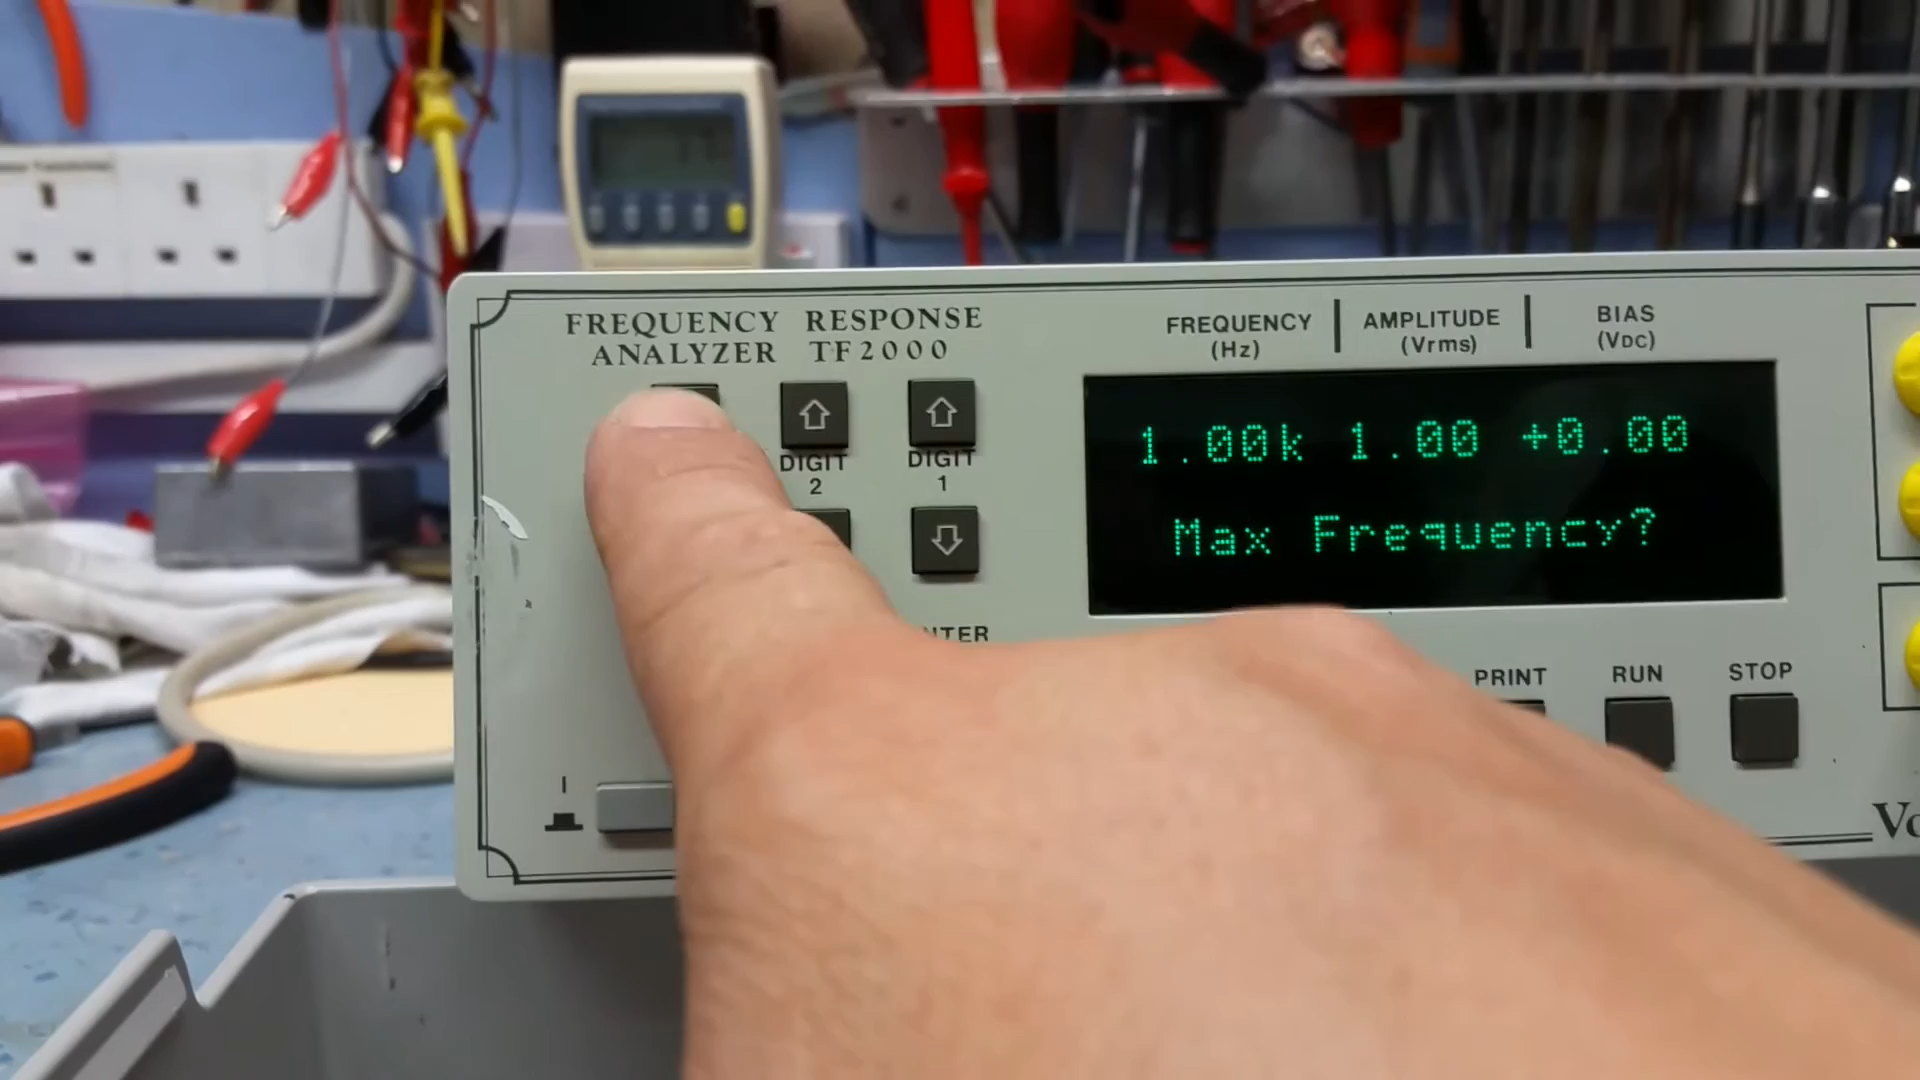 FREQUENCY RESPONSE
ANALYZER TF2000
FREQUENCY AMPLITUDE BIAS
(Hz) (Vrms) (VDC)
1.00k 1.00 +0.00
Max Frequency?
DIGIT DIGIT
2 1
PRINT RUN STOP